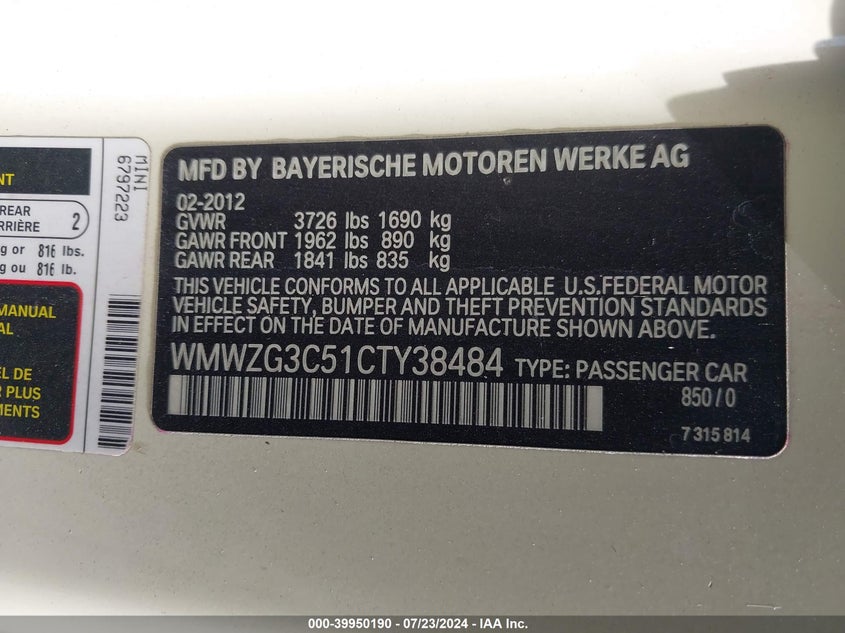 NT
REAR
RRIÈRE 2
g or 816 lbs.
g ou 816 lb.
MANUAL
AL
EL DE
R PLUS
EMENTS
MINI
6797223
MFD BY BAYERISCHE MOTOREN WERKE AG
02-2012
GVWR 3726 lbs 1690 kg
GAWR FRONT 1962 lbs 890 kg
GAWR REAR 1841 lbs 835 kg
THIS VEHICLE CONFORMS TO ALL APPLICABLE U.S.FEDERAL MOTOR
VEHICLE SAFETY, BUMPER AND THEFT PREVENTION STANDARDS
IN EFFECT ON THE DATE OF MANUFACTURE SHOWN ABOVE.
WMWZG3C51CTY38484 TYPE: PASSENGER CAR
850/0
7 315 814
000-39950190 - 07/23/2024 - IAA Inc.